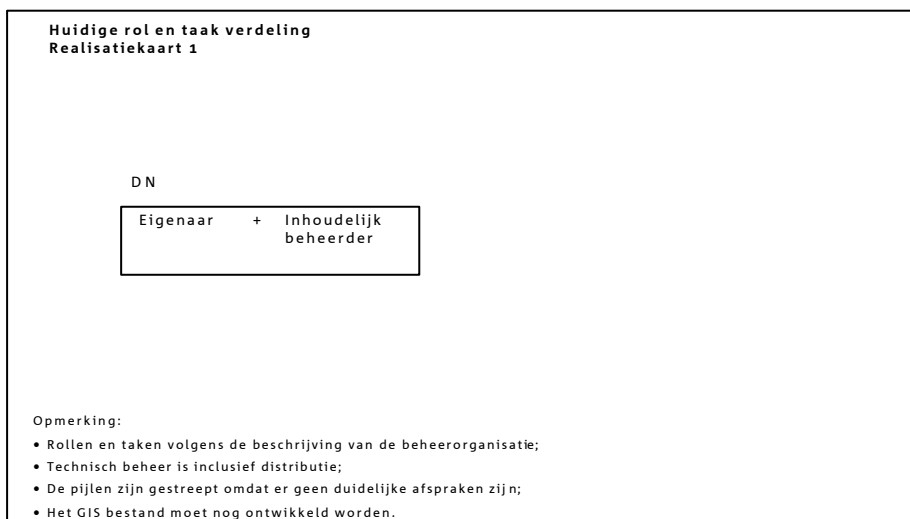 Huidige rol en taak verdeling
Realisatiekaart 1
DN
Eigenaar + Inhoudelijk
beheerder
Opmerking:
• Rollen en taken volgens de beschrijving van de beheerorganisatie;
• Technisch beheer is inclusief distributie;
• De pijlen zijn gestreept omdat er geen duidelijke afspraken zijn;
• Het GIS bestand moet nog ontwikkeld worden.